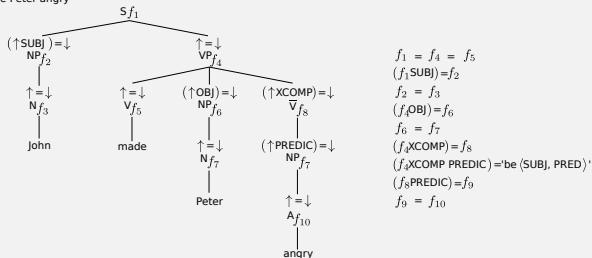 Peter angry
S f₁
(↑SUBJ )=↓ ↑=↓
NP f₂ VP f₄
↑=↓ ↑=↓ (↑OBJ)=↓ (↑XCOMP)=↓
N f₃ V f₅ NP f₆ V̅ f₈
John made ↑=↓ (↑PREDIC)=↓
N f₇ NP f₇
Peter ↑=↓
A f₁₀
angry
f₁ = f₄ = f₅
(f₁SUBJ)=f₂
f₂ = f₃
(f₄OBJ)=f₆
f₆ = f₇
(f₄XCOMP)=f₈
(f₄XCOMP PREDIC)='be ⟨SUBJ, PRED⟩'
(f₈PREDIC)=f₉
f₉ = f₁₀